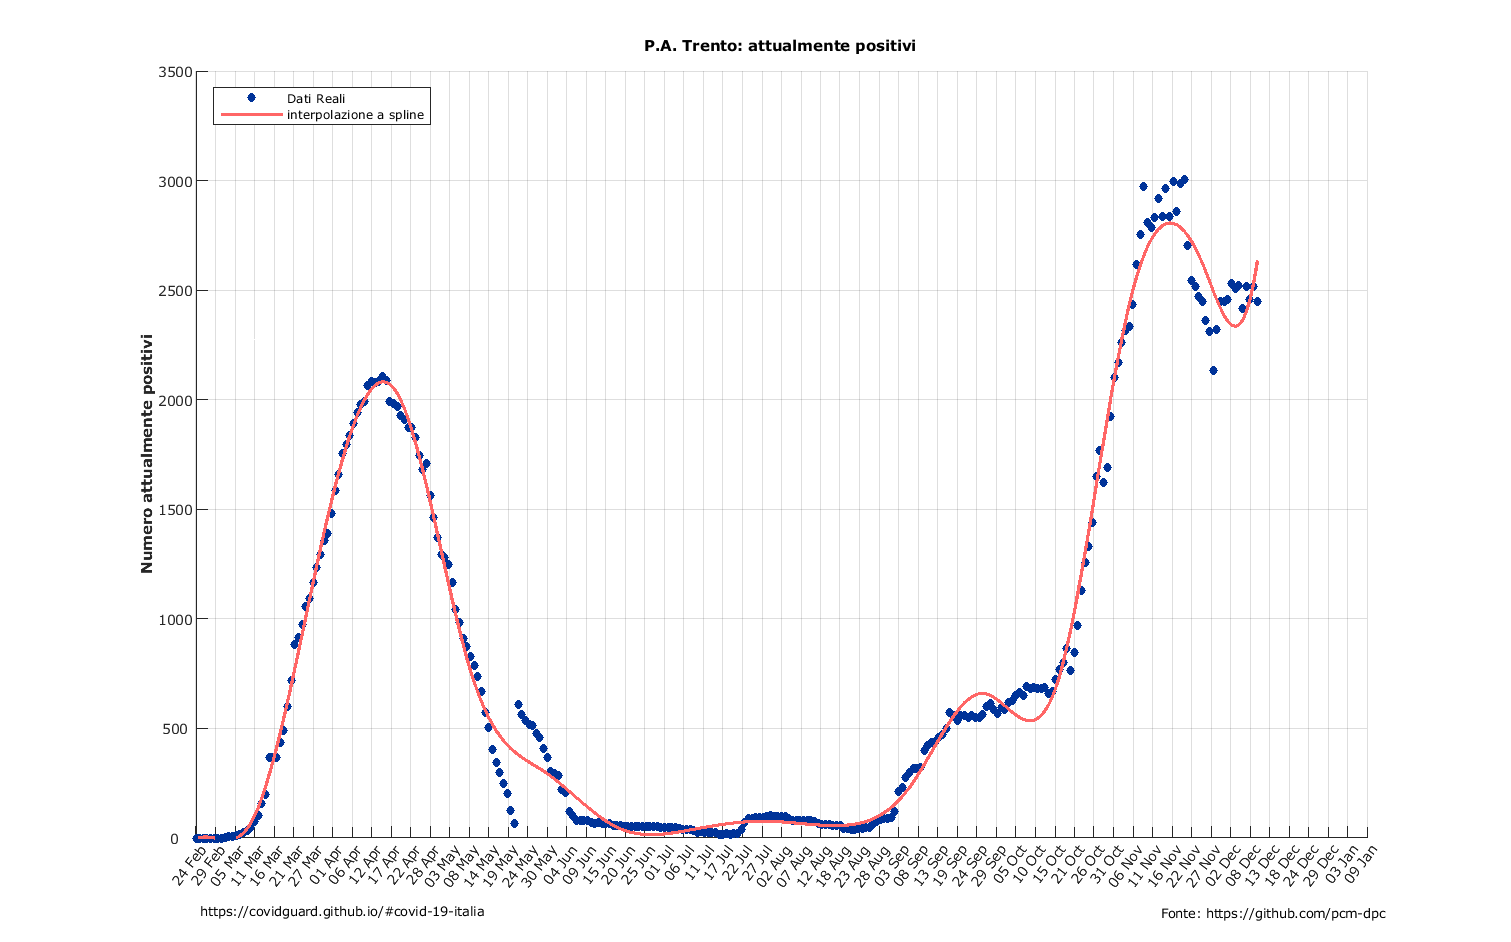 P.A. Trento: attualmente positivi
3500
Dati Reali
interpolazione a spline
3000
2500
2000
1500
1000
500
0
Numero attualmente positivi
24 Feb
29 Feb
05 Mar
11 Mar
16 Mar
21 Mar
27 Mar
01 Apr
06 Apr
12 Apr
17 Apr
22 Apr
28 Apr
03 May
08 May
14 May
19 May
24 May
30 May
04 Jun
09 Jun
15 Jun
20 Jun
25 Jun
01 Jul
06 Jul
11 Jul
17 Jul
22 Jul
27 Jul
02 Aug
07 Aug
12 Aug
18 Aug
23 Aug
28 Aug
03 Sep
08 Sep
13 Sep
19 Sep
24 Sep
29 Sep
05 Oct
10 Oct
15 Oct
21 Oct
26 Oct
31 Oct
06 Nov
11 Nov
16 Nov
22 Nov
27 Nov
02 Dec
08 Dec
13 Dec
18 Dec
24 Dec
29 Dec
03 Jan
09 Jan
https://covidguard.github.io/#covid-19-italia
Fonte: https://github.com/pcm-dpc